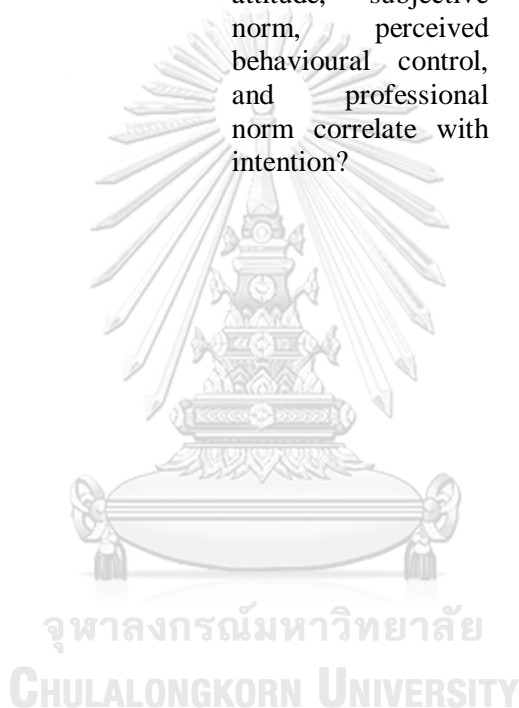 attitude, subjective
norm, perceived
behavioural control,
and professional
norm correlate with
intention?
จุฬาลงกรณ์มหาวิทยาลัย
CHULALONGKORN UNIVERSITY